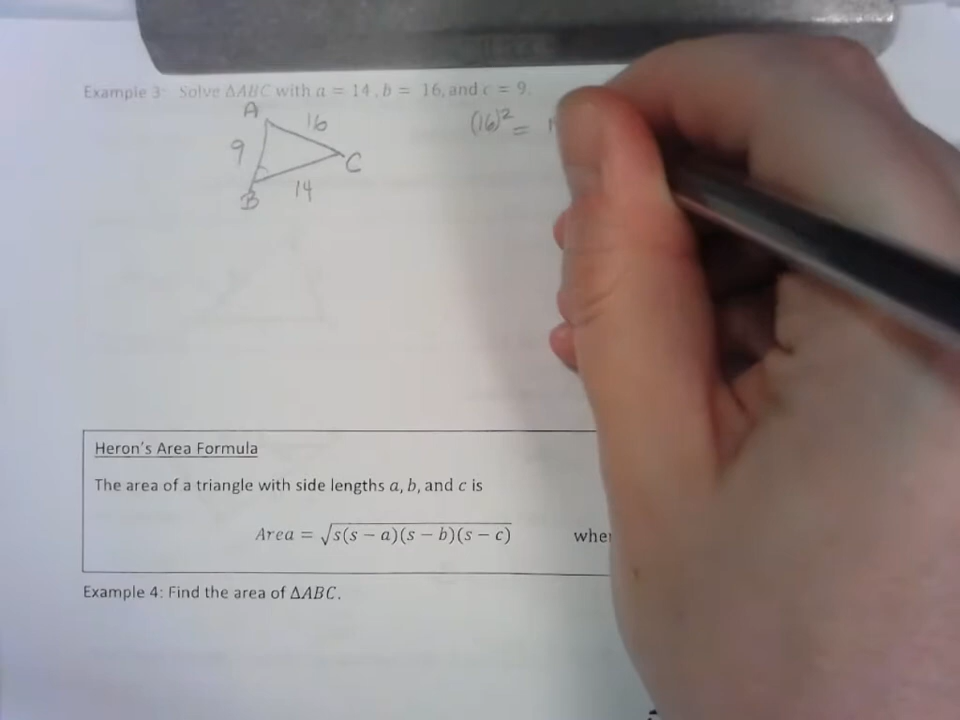 Example 3: Solve ΔABC with a = 14, b = 16, and c = 9.
A
16
(16)² =
9
C
14
B
Heron's Area Formula
The area of a triangle with side lengths a, b, and c is
Area = √s(s − a)(s − b)(s − c)
Example 4: Find the area of ΔABC.